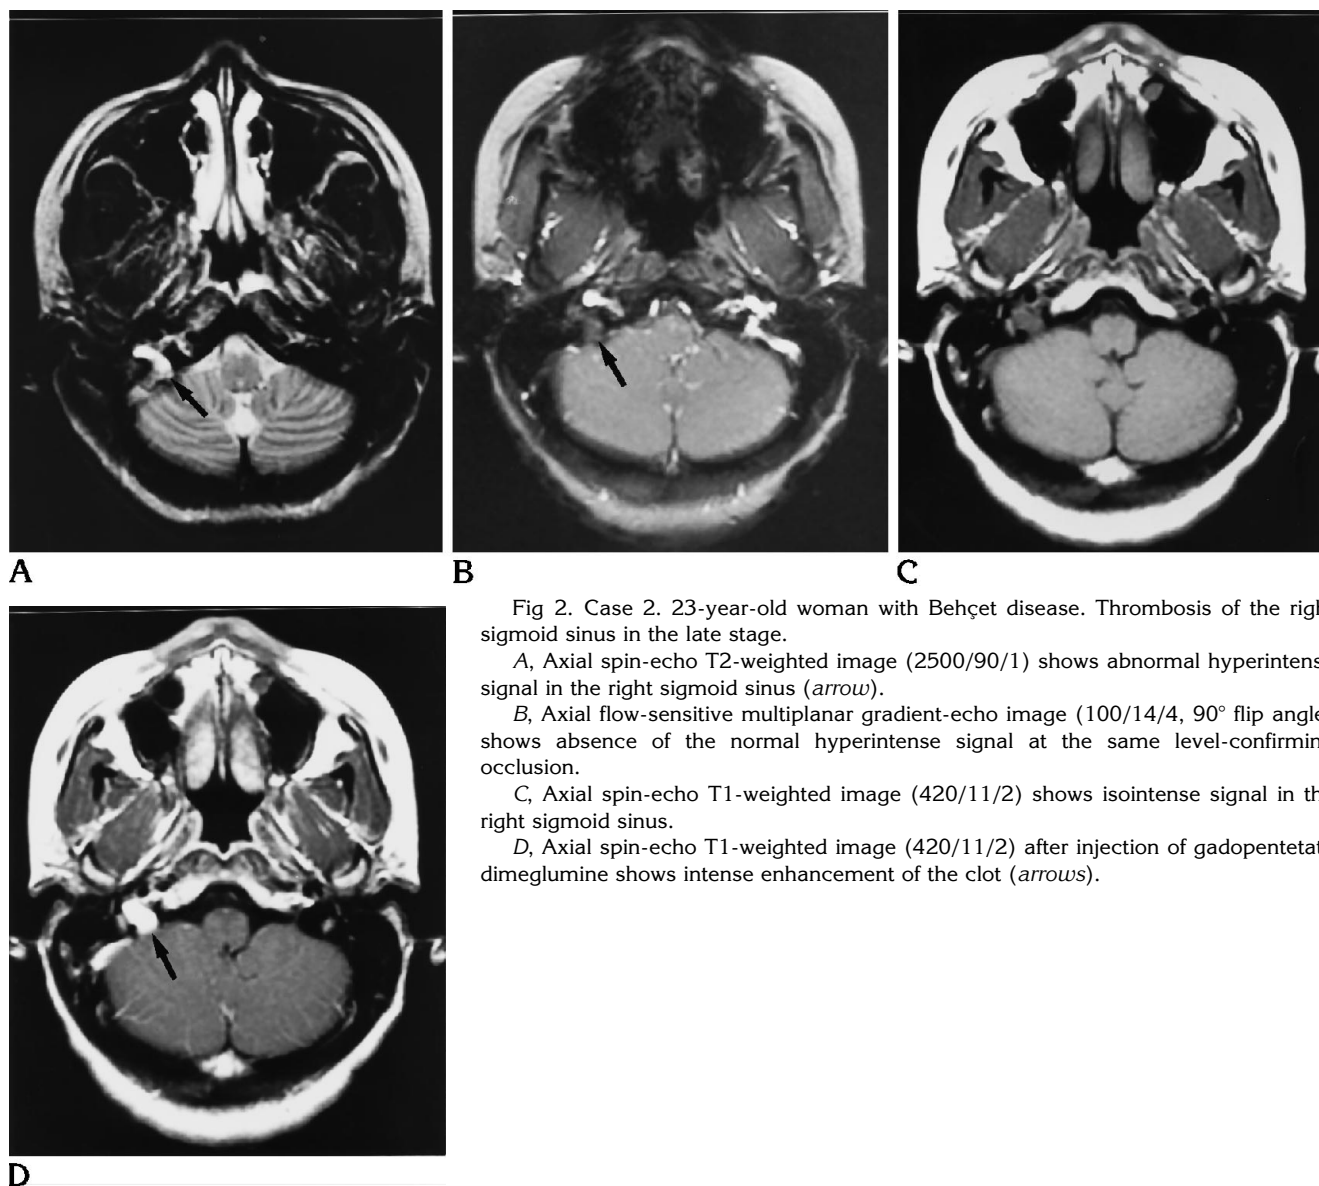 A
B
C
Fig 2. Case 2. 23-year-old woman with Behçet disease. Thrombosis of the righ
sigmoid sinus in the late stage.
A, Axial spin-echo T2-weighted image (2500/90/1) shows abnormal hyperintens
signal in the right sigmoid sinus (arrow).
B, Axial flow-sensitive multiplanar gradient-echo image (100/14/4, 90° flip angle
shows absence of the normal hyperintense signal at the same level-confirmin
occlusion.
C, Axial spin-echo T1-weighted image (420/11/2) shows isointense signal in th
right sigmoid sinus.
D, Axial spin-echo T1-weighted image (420/11/2) after injection of gadopentetat
dimeglumine shows intense enhancement of the clot (arrows).
D